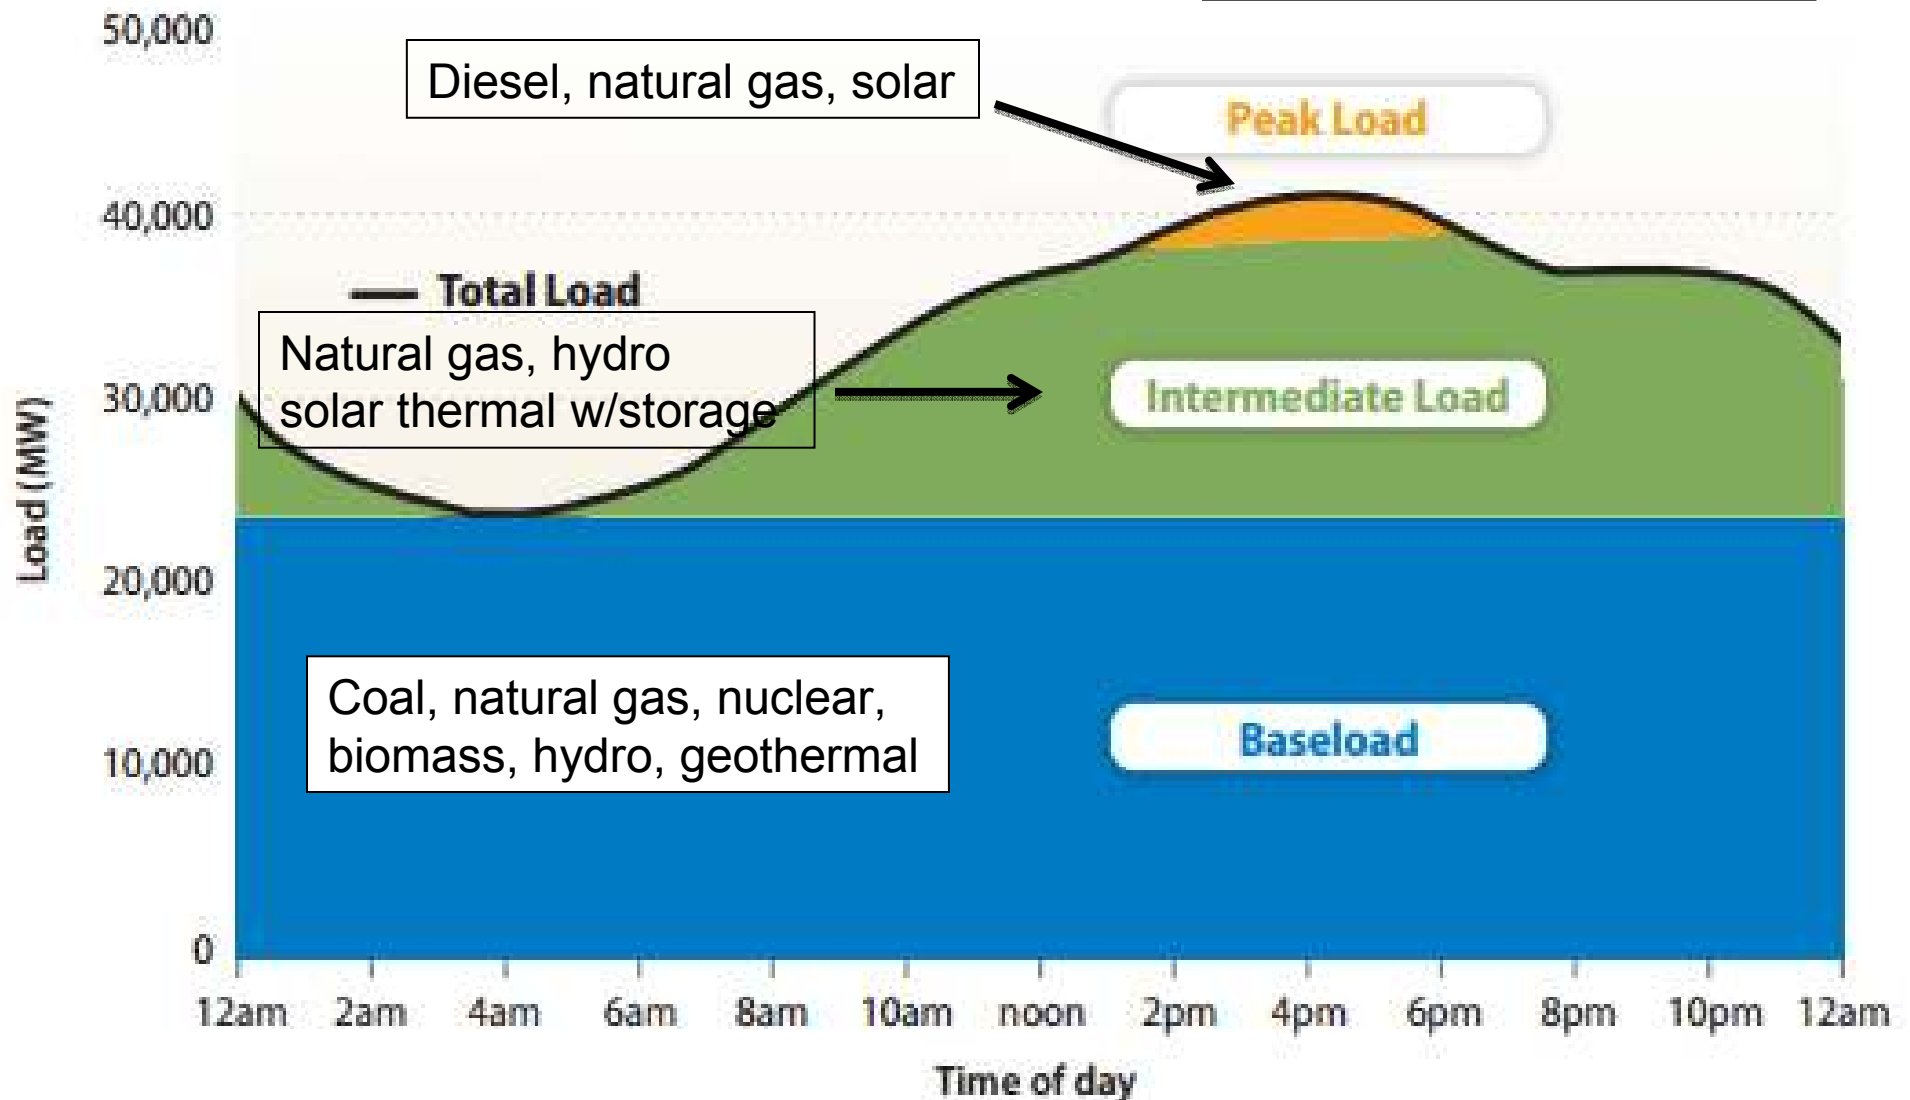 50,000
Diesel, natural gas, solar
Peak Load
40,000
Total Load
Natural gas, hydro
solar thermal w/storage
30,000
Intermediate Load
Load (MW)
20,000
Coal, natural gas, nuclear,
biomass, hydro, geothermal
Baseload
10,000
0
12am 2am 4am 6am 8am 10am noon 2pm 4pm 6pm 8pm 10pm 12am
Time of day